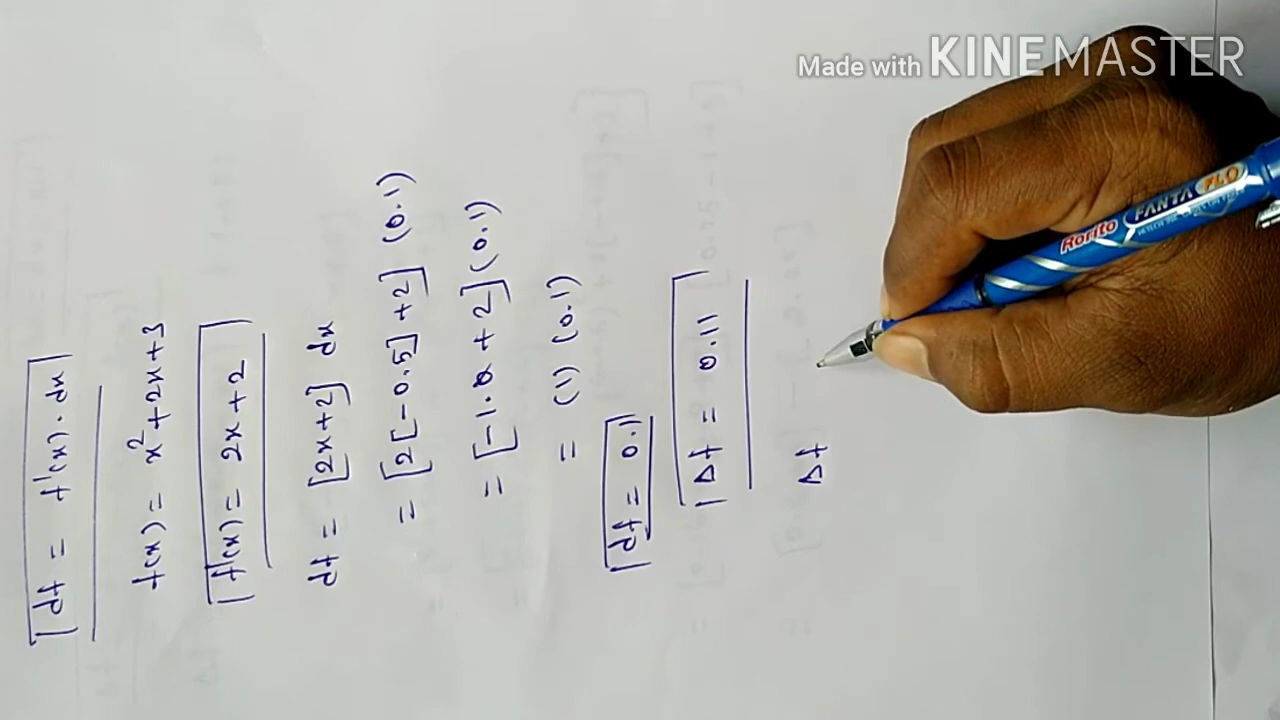 df = f'(x). dx
f(x) = x² + 2x + 3
f'(x) = 2x + 2
df = [2x+2] dx
= [2[-0.5] +2] (0.1)
= [-1.0 + 2] (0.1)
= (1) (0.1)
df = 0.1
Δf = 0.11
Δf
Made with KINEMASTER
Rorito FANTA FLO